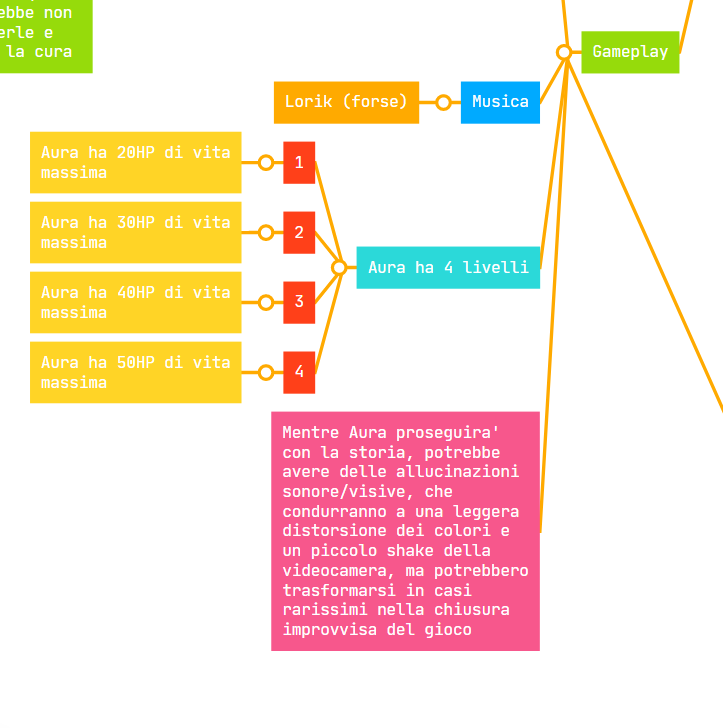 ebbe non
erle e
la cura
Gameplay
Lorik (forse)
Musica
Aura ha 20HP di vita
massima
1
Aura ha 30HP di vita
massima
2
Aura ha 4 livelli
Aura ha 40HP di vita
massima
3
Aura ha 50HP di vita
massima
4
Mentre Aura proseguira'
con la storia, potrebbe
avere delle allucinazioni
sonore/visive, che
condurranno a una leggera
distorsione dei colori e
un piccolo shake della
videocamera, ma potrebbero
trasformarsi in casi
rarissimi nella chiusura
improvvisa del gioco